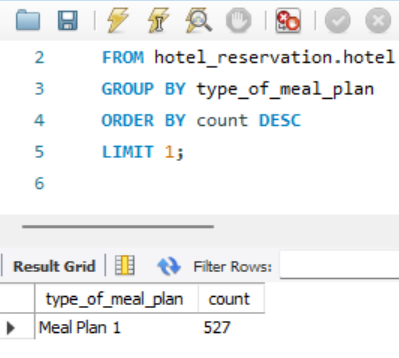 2 FROM hotel_reservation.hotel
3 GROUP BY type_of_meal_plan
4 ORDER BY count DESC
5 LIMIT 1;
6
Result Grid Filter Rows:
type_of_meal_plan count
Meal Plan 1 527